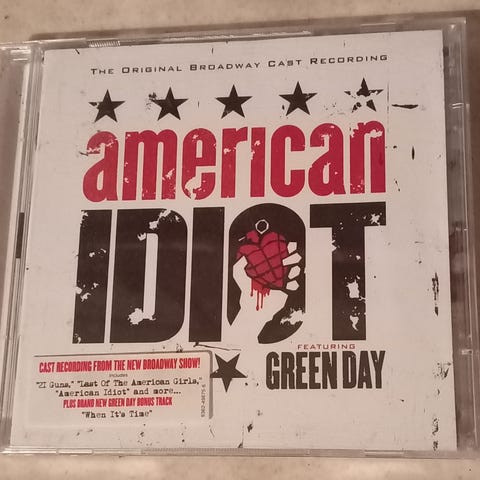 THE ORIGINAL BROADWAY CAST RECORDING
american
IDIOT
FEATURING
GREEN DAY
CAST RECORDING FROM THE NEW BROADWAY SHOW!
includes
"21 Guns," "Last Of The American Girls,"
"American Idiot" and more...
PLUS BRAND NEW GREEN DAY BONUS TRACK
"When It's Time"